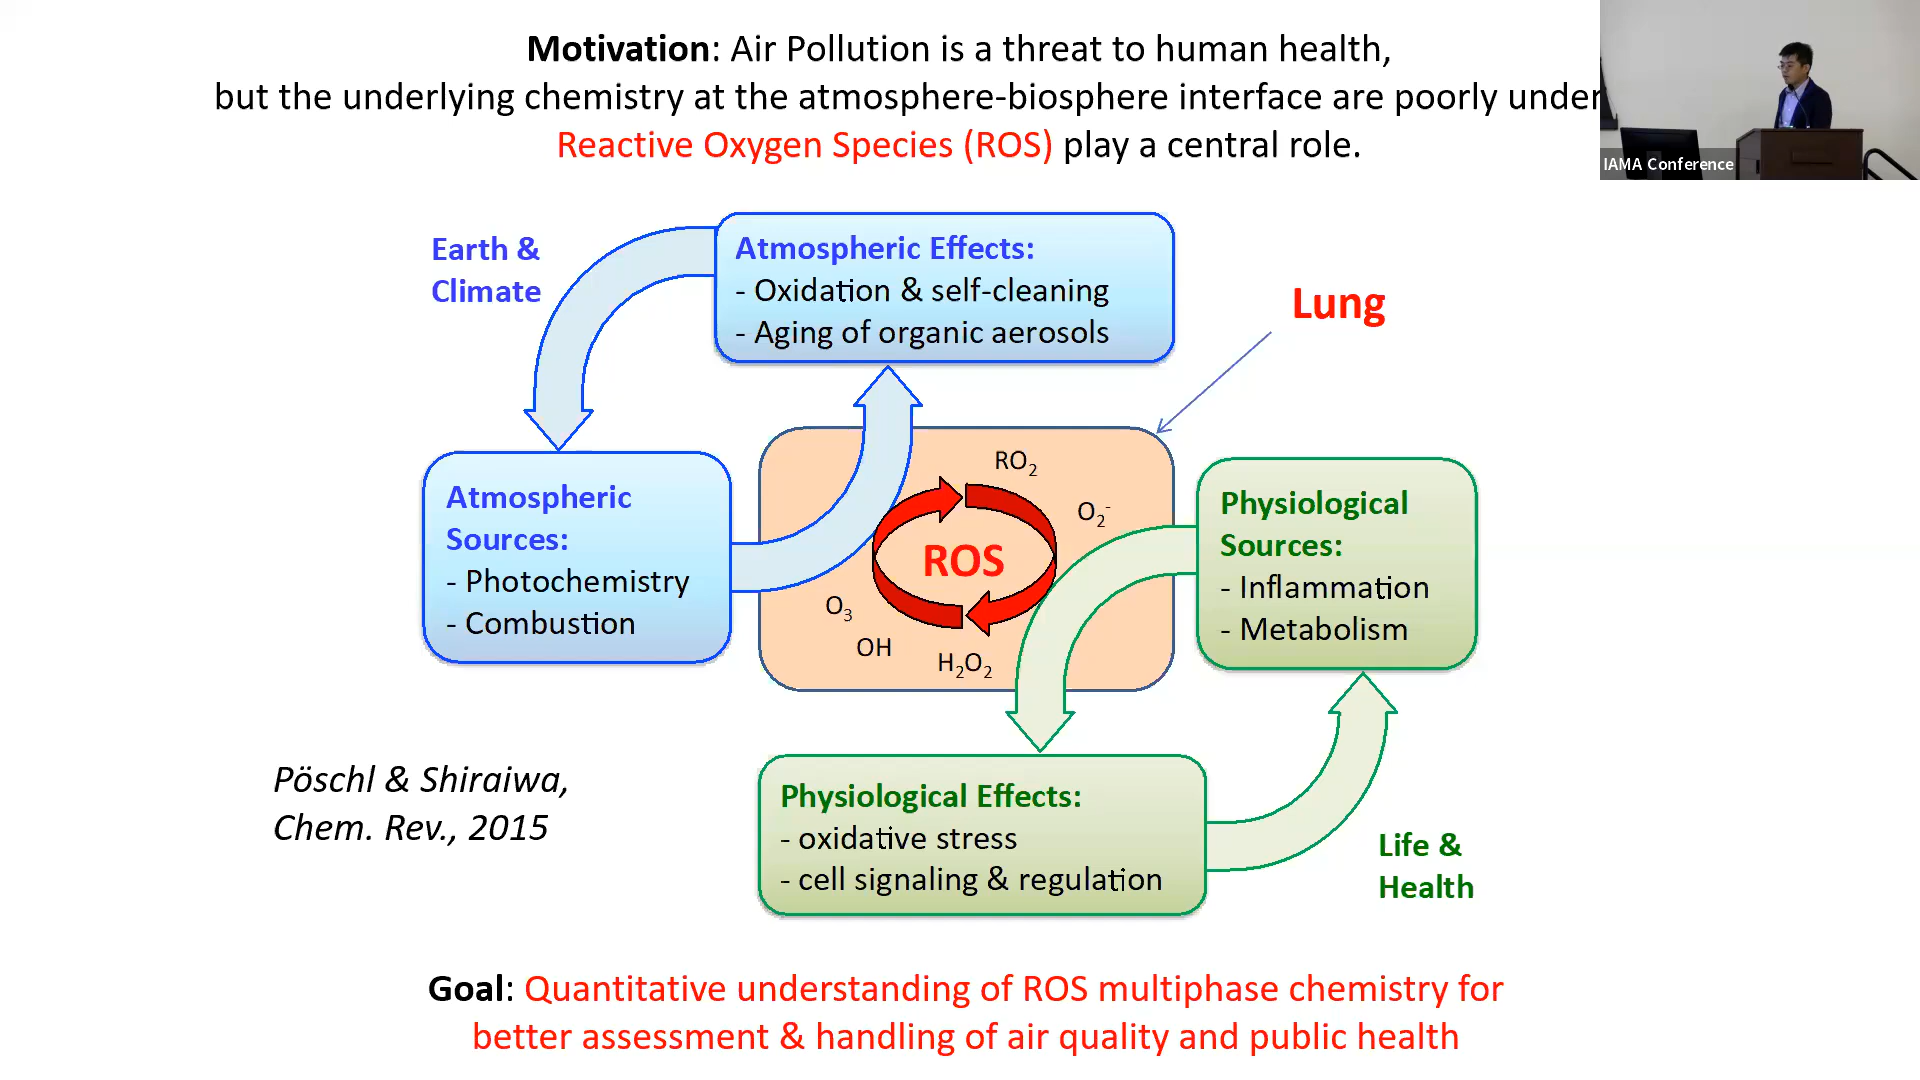 Motivation: Air Pollution is a threat to human health,
but the underlying chemistry at the atmosphere-biosphere interface are poorly
Reactive Oxygen Species (ROS) play a central role.
IAMA Conference
Earth &
Climate
Atmospheric Effects:
- Oxidation & self-cleaning
- Aging of organic aerosols
Lung
Atmospheric
Sources:
- Photochemistry
- Combustion
RO₂
O₂⁻
ROS
O₃
OH
H₂O₂
Physiological
Sources:
- Inflammation
- Metabolism
Pöschl & Shiraiwa,
Chem. Rev., 2015
Physiological Effects:
- oxidative stress
- cell signaling & regulation
Life &
Health
Goal: Quantitative understanding of ROS multiphase chemistry for
better assessment & handling of air quality and public health